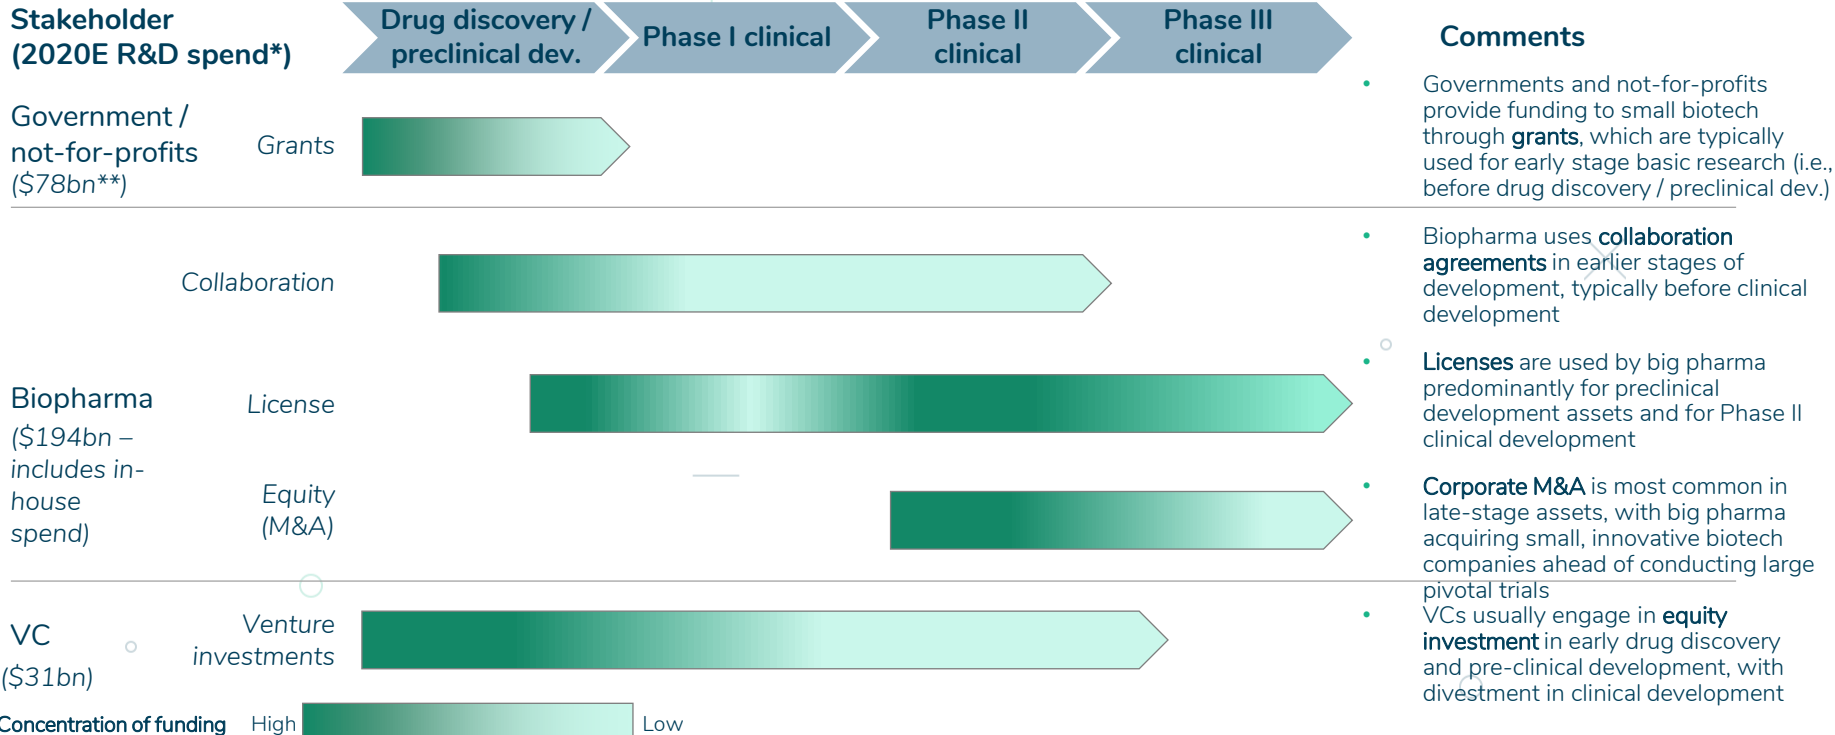 Stakeholder
(2020E R&D spend*)
Drug discovery /
preclinical dev.
Phase I clinical
Phase II
clinical
Phase III
clinical
Comments
Government /
not-for-profits
($78bn**)
Grants
Governments and not-for-profits
provide funding to small biotech
through grants, which are typically
used for early stage basic research (i.e.,
before drug discovery / preclinical dev.)
Collaboration
Biopharma uses collaboration
agreements in earlier stages of
development, typically before clinical
development
Biopharma
($194bn –
includes in-
house
spend)
License
Licenses are used by big pharma
predominantly for preclinical
development assets and for Phase II
clinical development
Equity
(M&A)
Corporate M&A is most common in
late-stage assets, with big pharma
acquiring small, innovative biotech
companies ahead of conducting large
pivotal trials
VC
($31bn)
Venture
investments
VCs usually engage in equity
investment in early drug discovery
and pre-clinical development, with
divestment in clinical development
Concentration of funding
High
Low